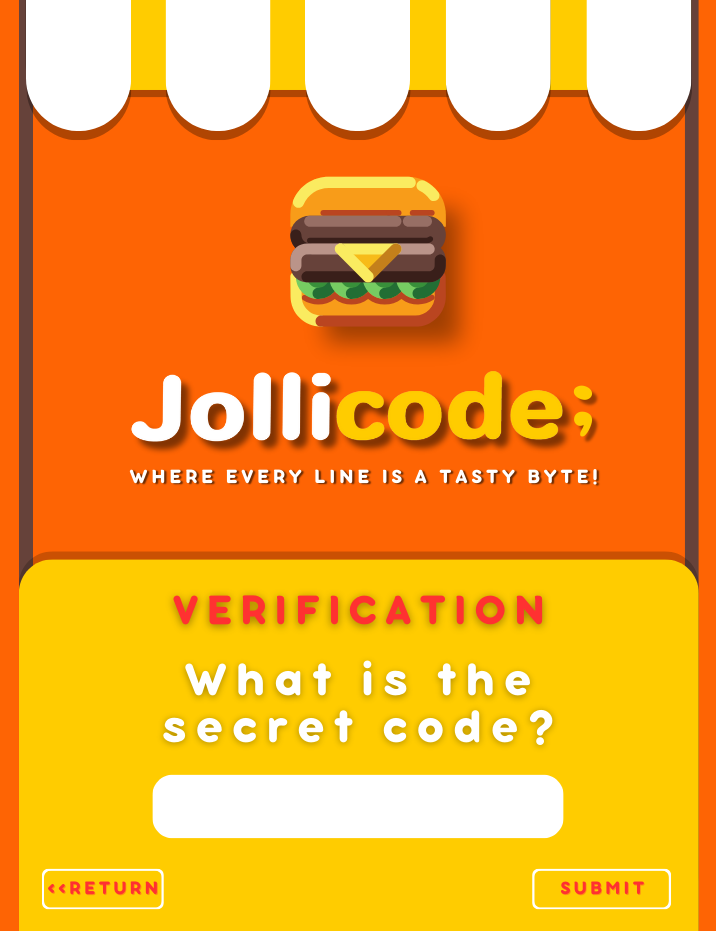 Jollicode;
WHERE EVERY LINE IS A TASTY BYTE!
VERIFICATION
What is the
secret code?
<<RETURN
SUBMIT